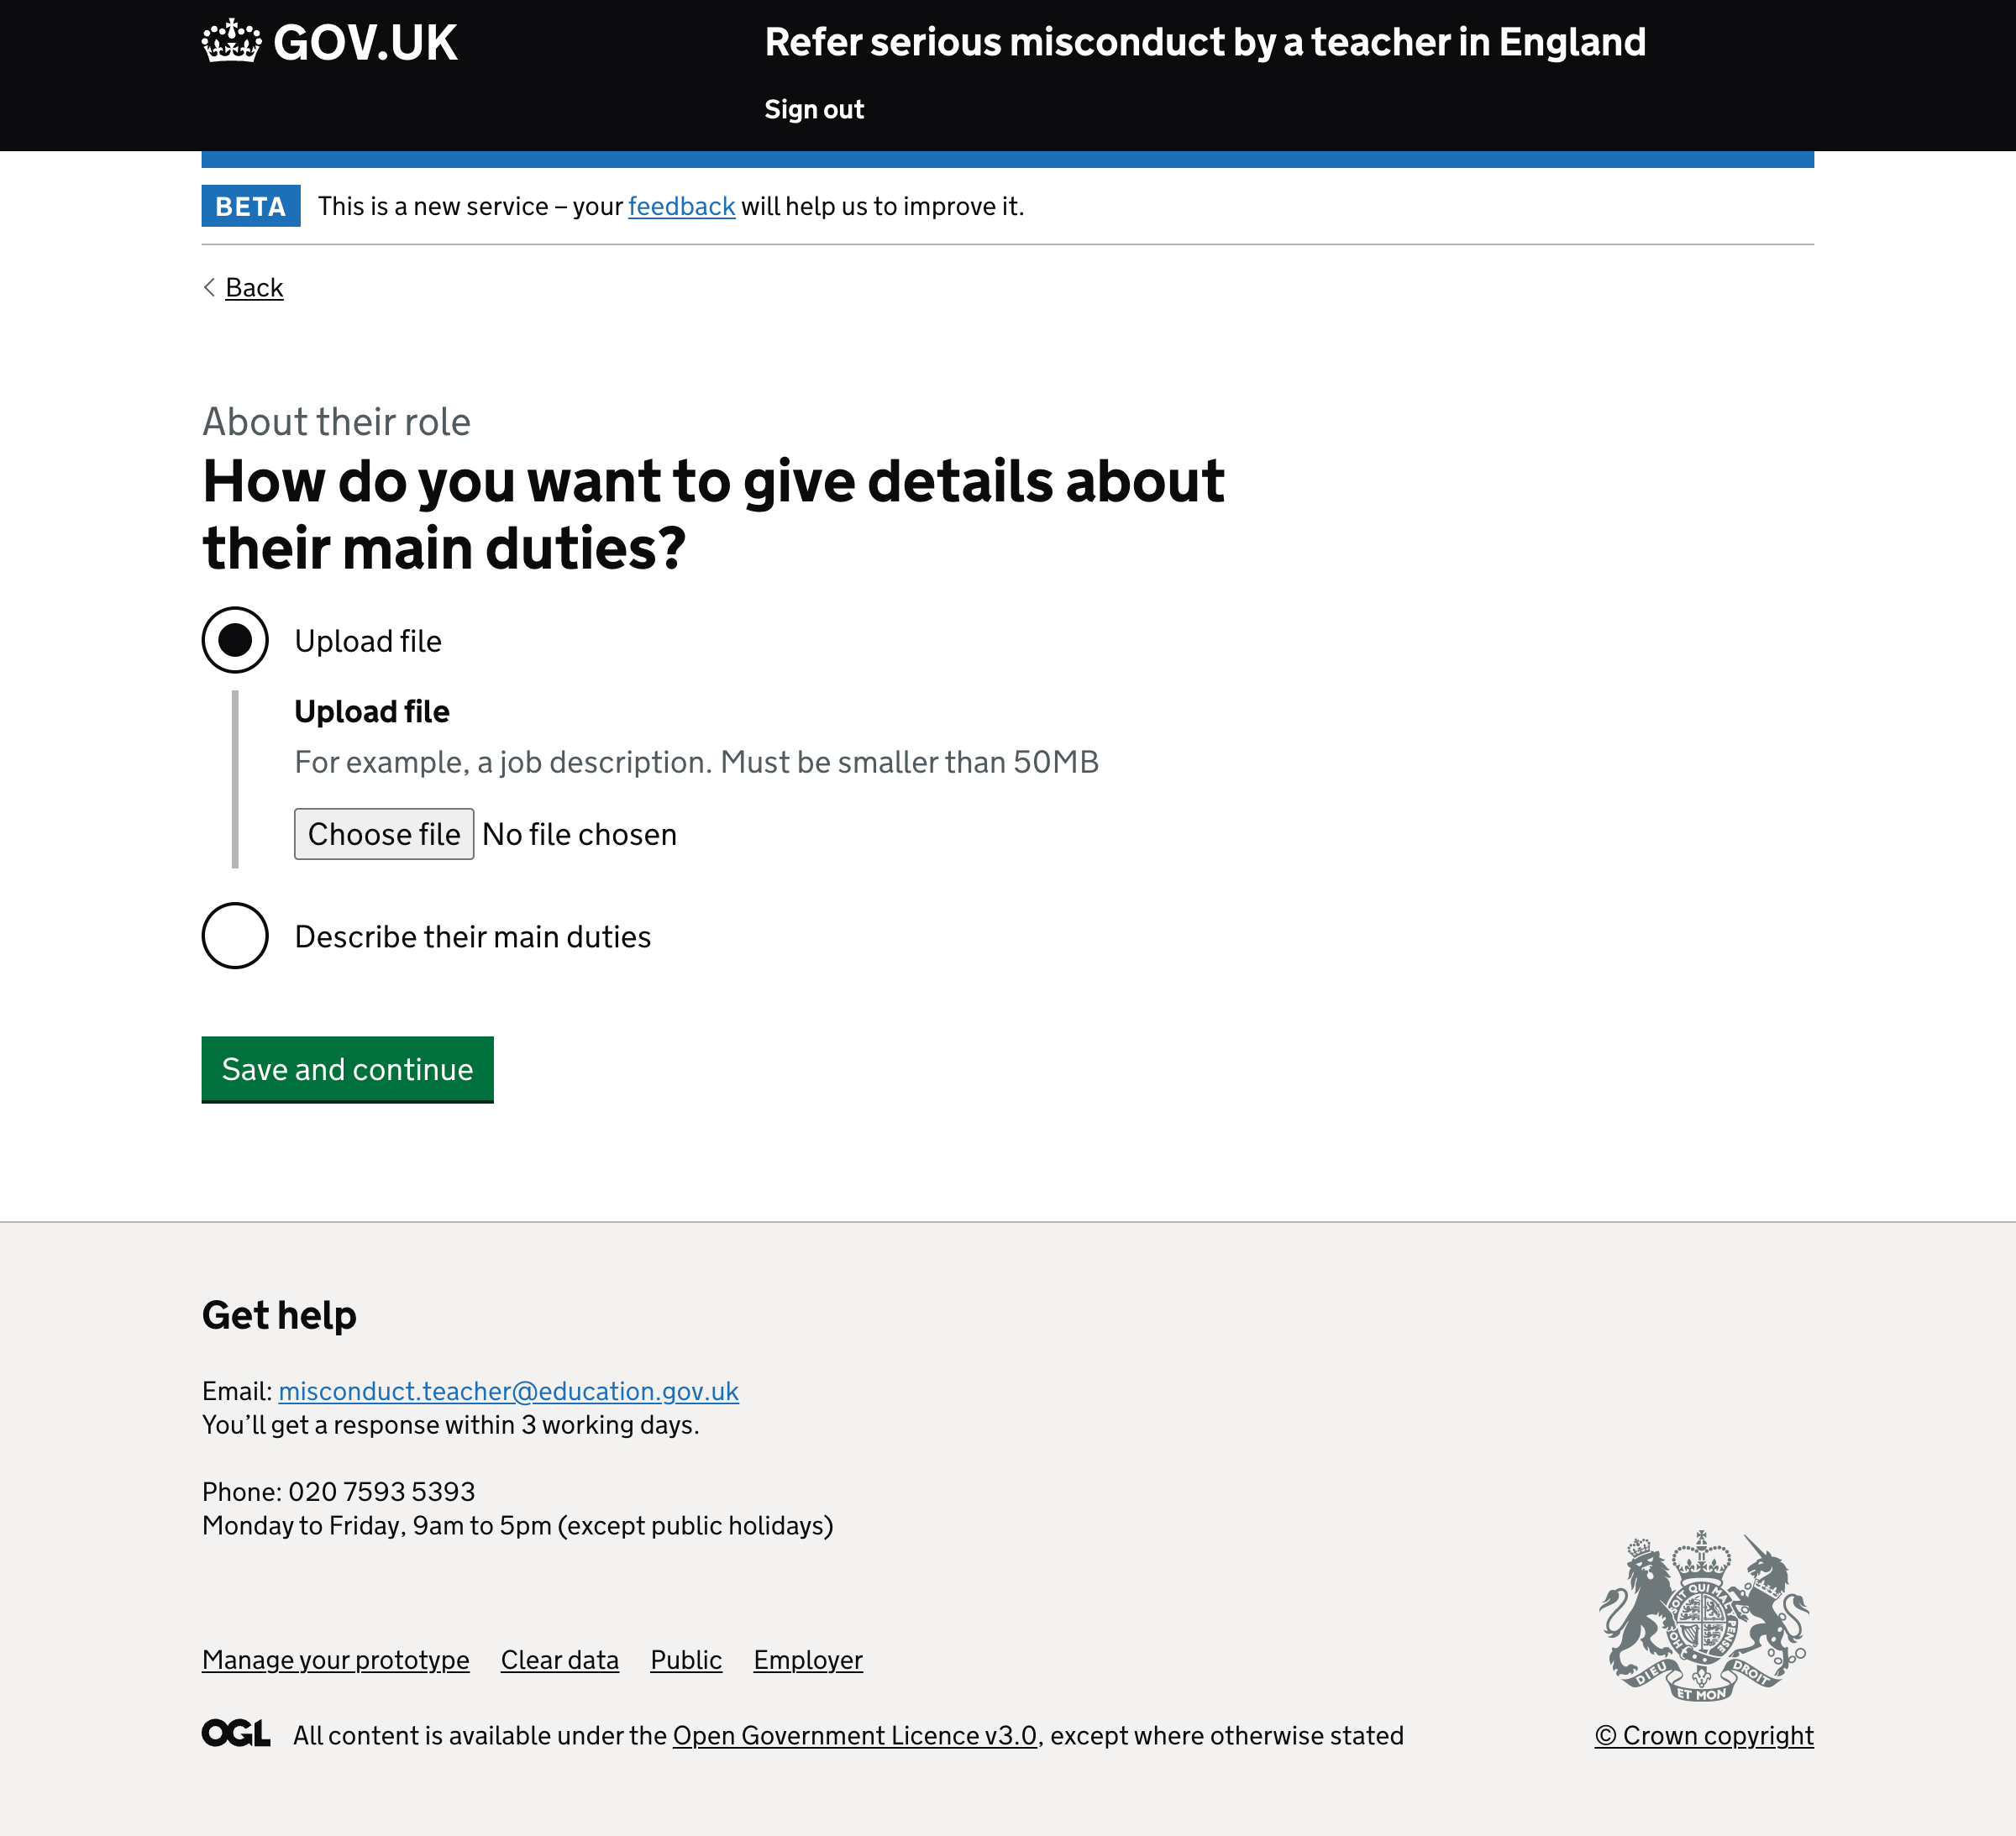 GOV.UK
Refer serious misconduct by a teacher in England
Sign out
BETA
This is a new service – your feedback will help us to improve it.
Back
About their role
How do you want to give details about
their main duties?
Upload file
Upload file
For example, a job description. Must be smaller than 50MB
Choose file No file chosen
Describe their main duties
Save and continue
Get help
Email: misconduct.teacher@education.gov.uk
You’ll get a response within 3 working days.
Phone: 020 7593 5393
Monday to Friday, 9am to 5pm (except public holidays)
SOIT QUI MAL
PENSE
HON
DIEU
ET MON
DROIT
Manage your prototype
Clear data
Public
Employer
OGL
All content is available under the Open Government Licence v3.0, except where otherwise stated
© Crown copyright